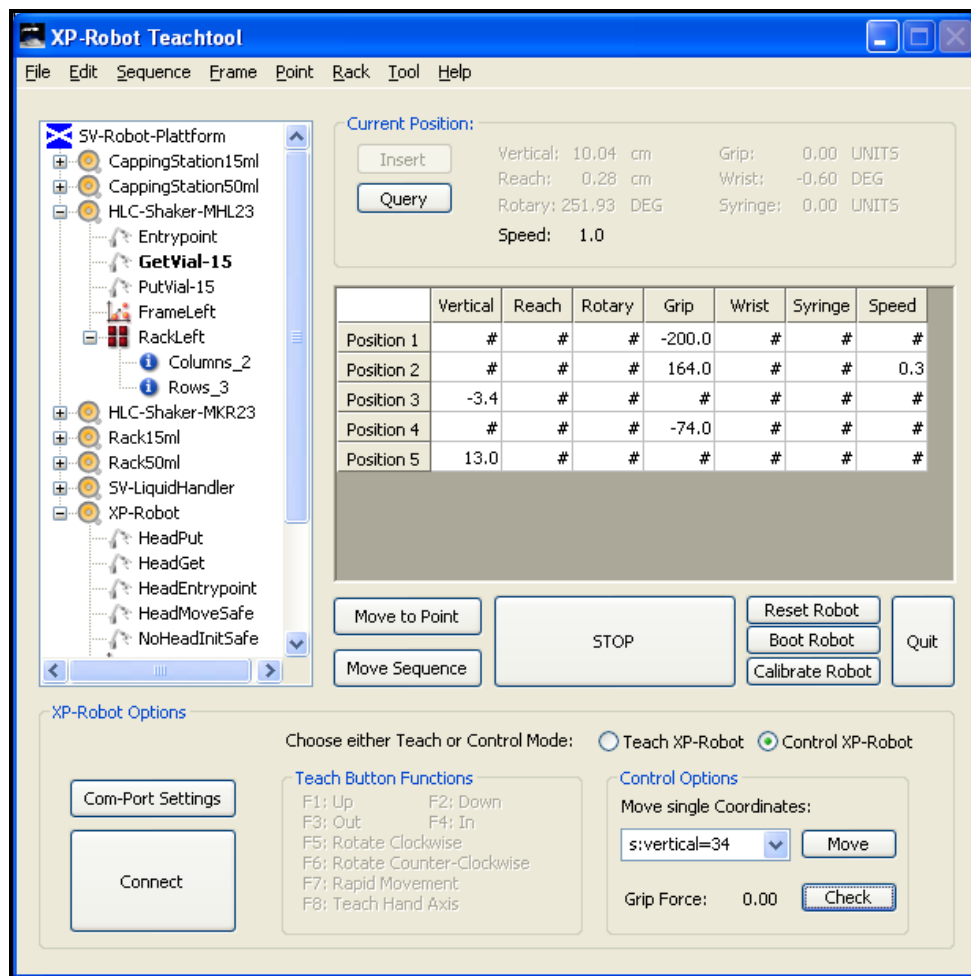 XP-Robot Teachtool
File Edit Sequence Frame Point Rack Tool Help
SV-Robot-Plattform
CappingStation15ml
CappingStation50ml
HLC-Shaker-MHL23
Entrypoint
GetVial-15
PutVial-15
FrameLeft
RackLeft
Columns_2
Rows_3
HLC-Shaker-MKR23
Rack15ml
Rack50ml
SV-LiquidHandler
XP-Robot
HeadPut
HeadGet
HeadEntrypoint
HeadMoveSafe
NoHeadInitSafe
Current Position:
Insert
Query
Vertical: 10.04 cm Grip: 0.00 UNITS
Reach: 0.28 cm Wrist: -0.60 DEG
Rotary: 251.93 DEG Syringe: 0.00 UNITS
Speed: 1.0
Vertical Reach Rotary Grip Wrist Syringe Speed
Position 1 # # # -200.0 # # #
Position 2 # # # 164.0 # # 0.3
Position 3 -3.4 # # # # # #
Position 4 # # # -74.0 # # #
Position 5 13.0 # # # # # #
Move to Point
Move Sequence
STOP
Reset Robot
Boot Robot
Calibrate Robot
Quit
XP-Robot Options
Choose either Teach or Control Mode: Teach XP-Robot Control XP-Robot
Com-Port Settings
Connect
Teach Button Functions
F1: Up F2: Down
F3: Out F4: In
F5: Rotate Clockwise
F6: Rotate Counter-Clockwise
F7: Rapid Movement
F8: Teach Hand Axis
Control Options
Move single Coordinates:
s:vertical=34 Move
Grip Force: 0.00 Check